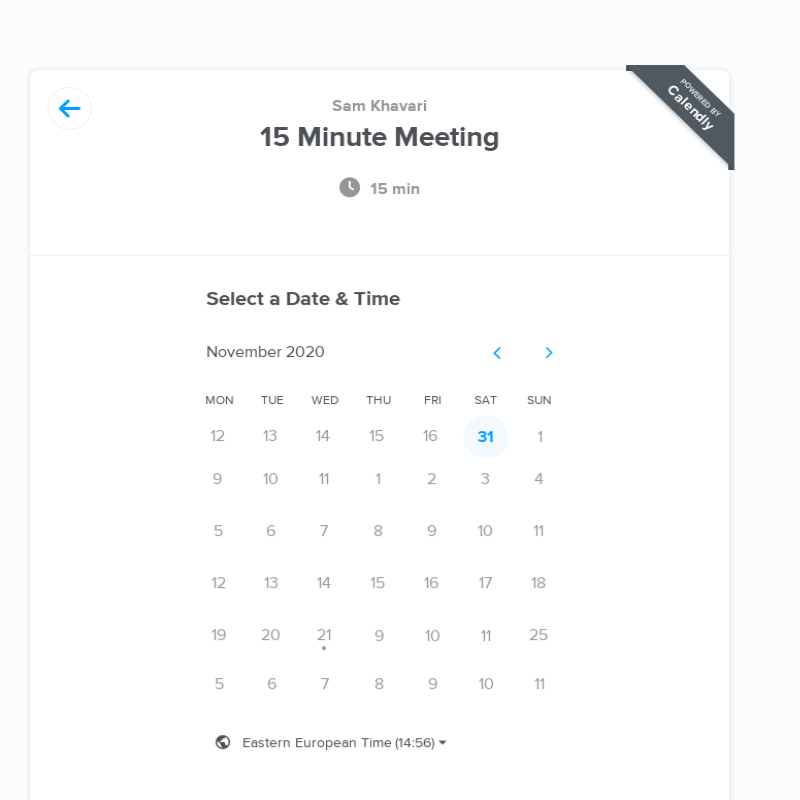 POWERED BY
Calendly
Sam Khavari
15 Minute Meeting
15 min
Select a Date & Time
November 2020
MON TUE WED THU FRI SAT SUN
12 13 14 15 16 31 1
9 10 11 1 2 3 4
5 6 7 8 9 10 11
12 13 14 15 16 17 18
19 20 21 9 10 11 25
5 6 7 8 9 10 11
Eastern European Time (14:56)